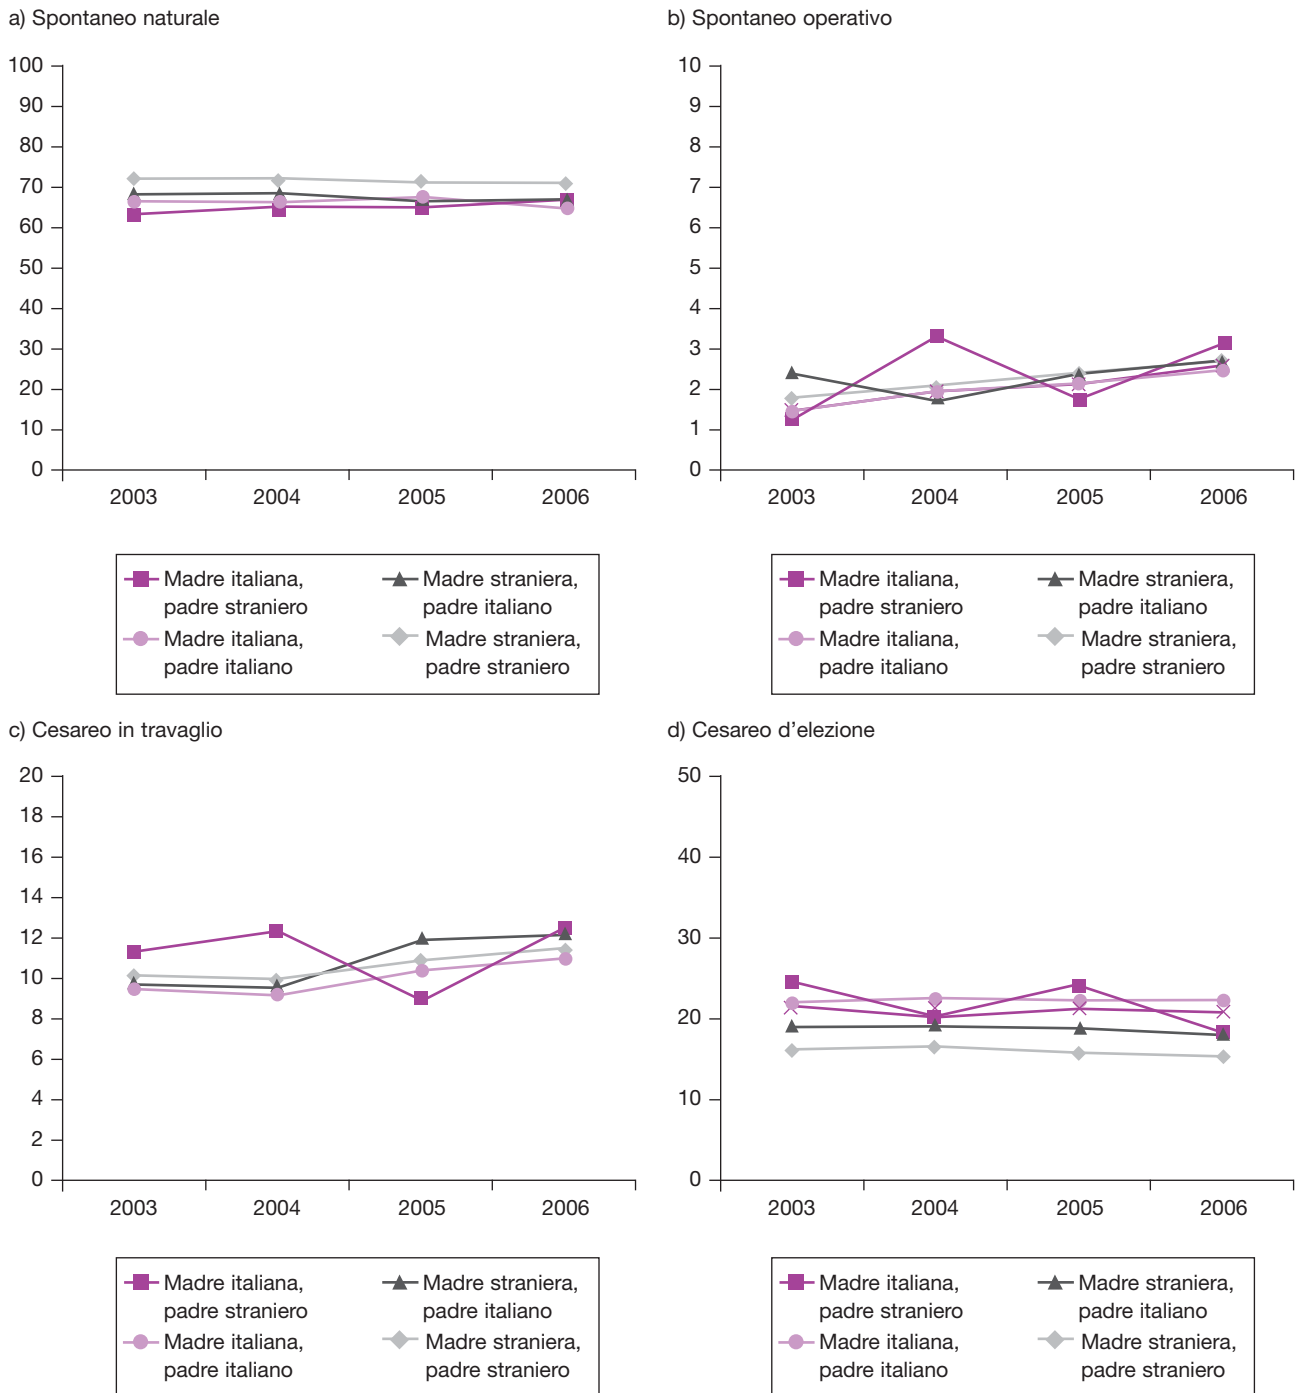 a) Spontaneo naturale
100
90
80
70
60
50
40
30
20
10
0
2003 2004 2005 2006
Madre italiana,
padre straniero
Madre straniera,
padre italiano
Madre italiana,
padre italiano
Madre straniera,
padre straniero
b) Spontaneo operativo
10
9
8
7
6
5
4
3
2
1
0
2003 2004 2005 2006
Madre italiana,
padre straniero
Madre straniera,
padre italiano
Madre italiana,
padre italiano
Madre straniera,
padre straniero
c) Cesareo in travaglio
20
18
16
14
12
10
8
6
4
2
0
2003 2004 2005 2006
Madre italiana,
padre straniero
Madre straniera,
padre italiano
Madre italiana,
padre italiano
Madre straniera,
padre straniero
d) Cesareo d'elezione
50
40
30
20
10
0
2003 2004 2005 2006
Madre italiana,
padre straniero
Madre straniera,
padre italiano
Madre italiana,
padre italiano
Madre straniera,
padre straniero